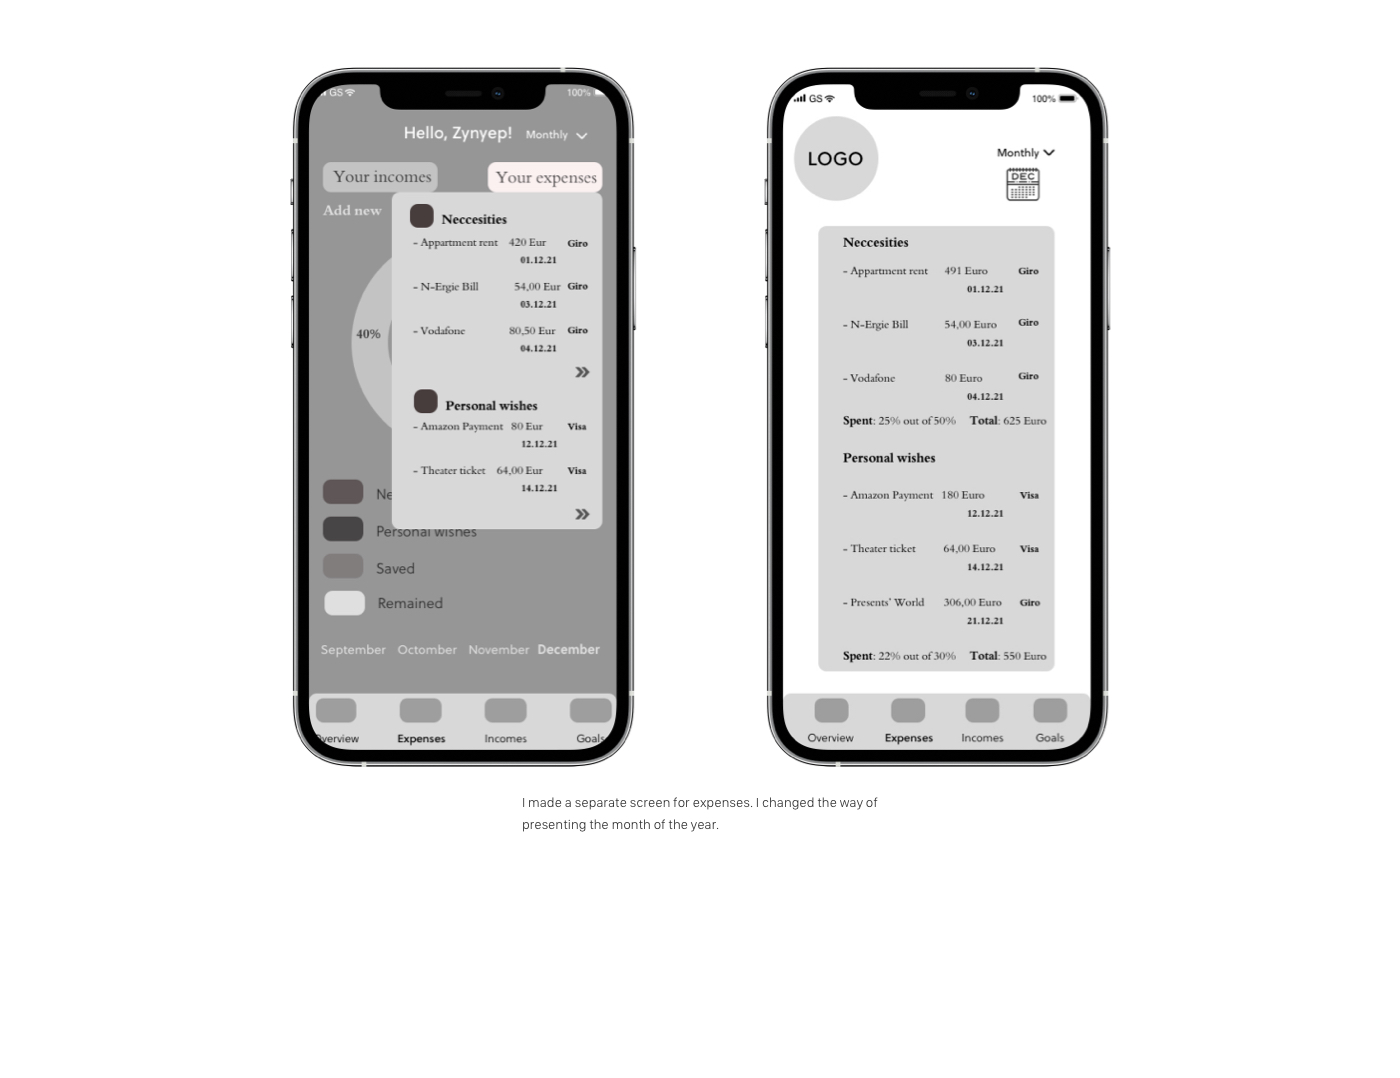 GS 100%
Hello, Zynyep! Monthly
Your incomes Your expenses
Add new
Neccesities
- Appartment rent 420 Eur Giro
01.12.21
- N-Ergie Bill 54,00 Eur Giro
03.12.21
40%
- Vodafone 80,50 Eur Giro
04.12.21
»
Personal wishes
- Amazon Payment 80 Eur Visa
12.12.21
- Theater ticket 64,00 Eur Visa
14.12.21
»
Ne
Personal wishes
Saved
Remained
September Octomber November December
Overview Expenses Incomes Goals
GS 100%
LOGO
Monthly
DEC
Neccesities
- Appartment rent 491 Euro Giro
01.12.21
- N-Ergie Bill 54,00 Euro Giro
03.12.21
- Vodafone 80 Euro Giro
04.12.21
Spent: 25% out of 50% Total: 625 Euro
Personal wishes
- Amazon Payment 180 Euro Visa
12.12.21
- Theater ticket 64,00 Euro Visa
14.12.21
- Presents' World 306,00 Euro Giro
21.12.21
Spent: 22% out of 30% Total: 550 Euro
Overview Expenses Incomes Goals
I made a separate screen for expenses. I changed the way of
presenting the month of the year.